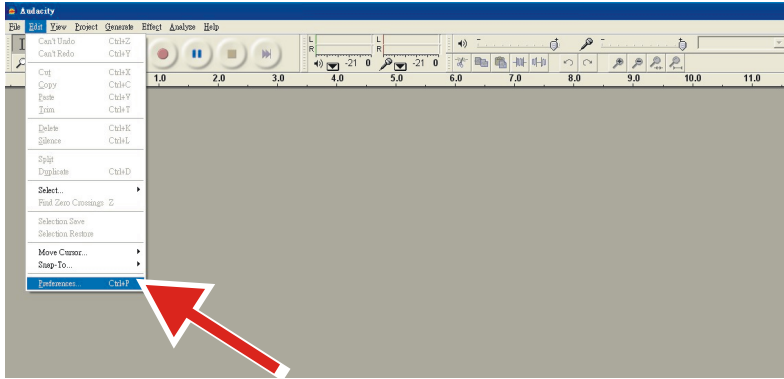 Audacity
File Edit View Project Generate Effect Analyze Help
Can't Undo Ctrl+Z
Can't Redo Ctrl+Y
Cut Ctrl+X
Copy Ctrl+C
Paste Ctrl+V
Trim Ctrl+T
Delete Ctrl+K
Silence Ctrl+L
Split
Duplicate Ctrl+D
Select...
Find Zero Crossings Z
Selection Save
Selection Restore
Move Cursor...
Snap-To...
Preferences... Ctrl+P
L L
R R
-21 0 -21 0
1.0 2.0 3.0 4.0 5.0 6.0 7.0 8.0 9.0 10.0 11.0